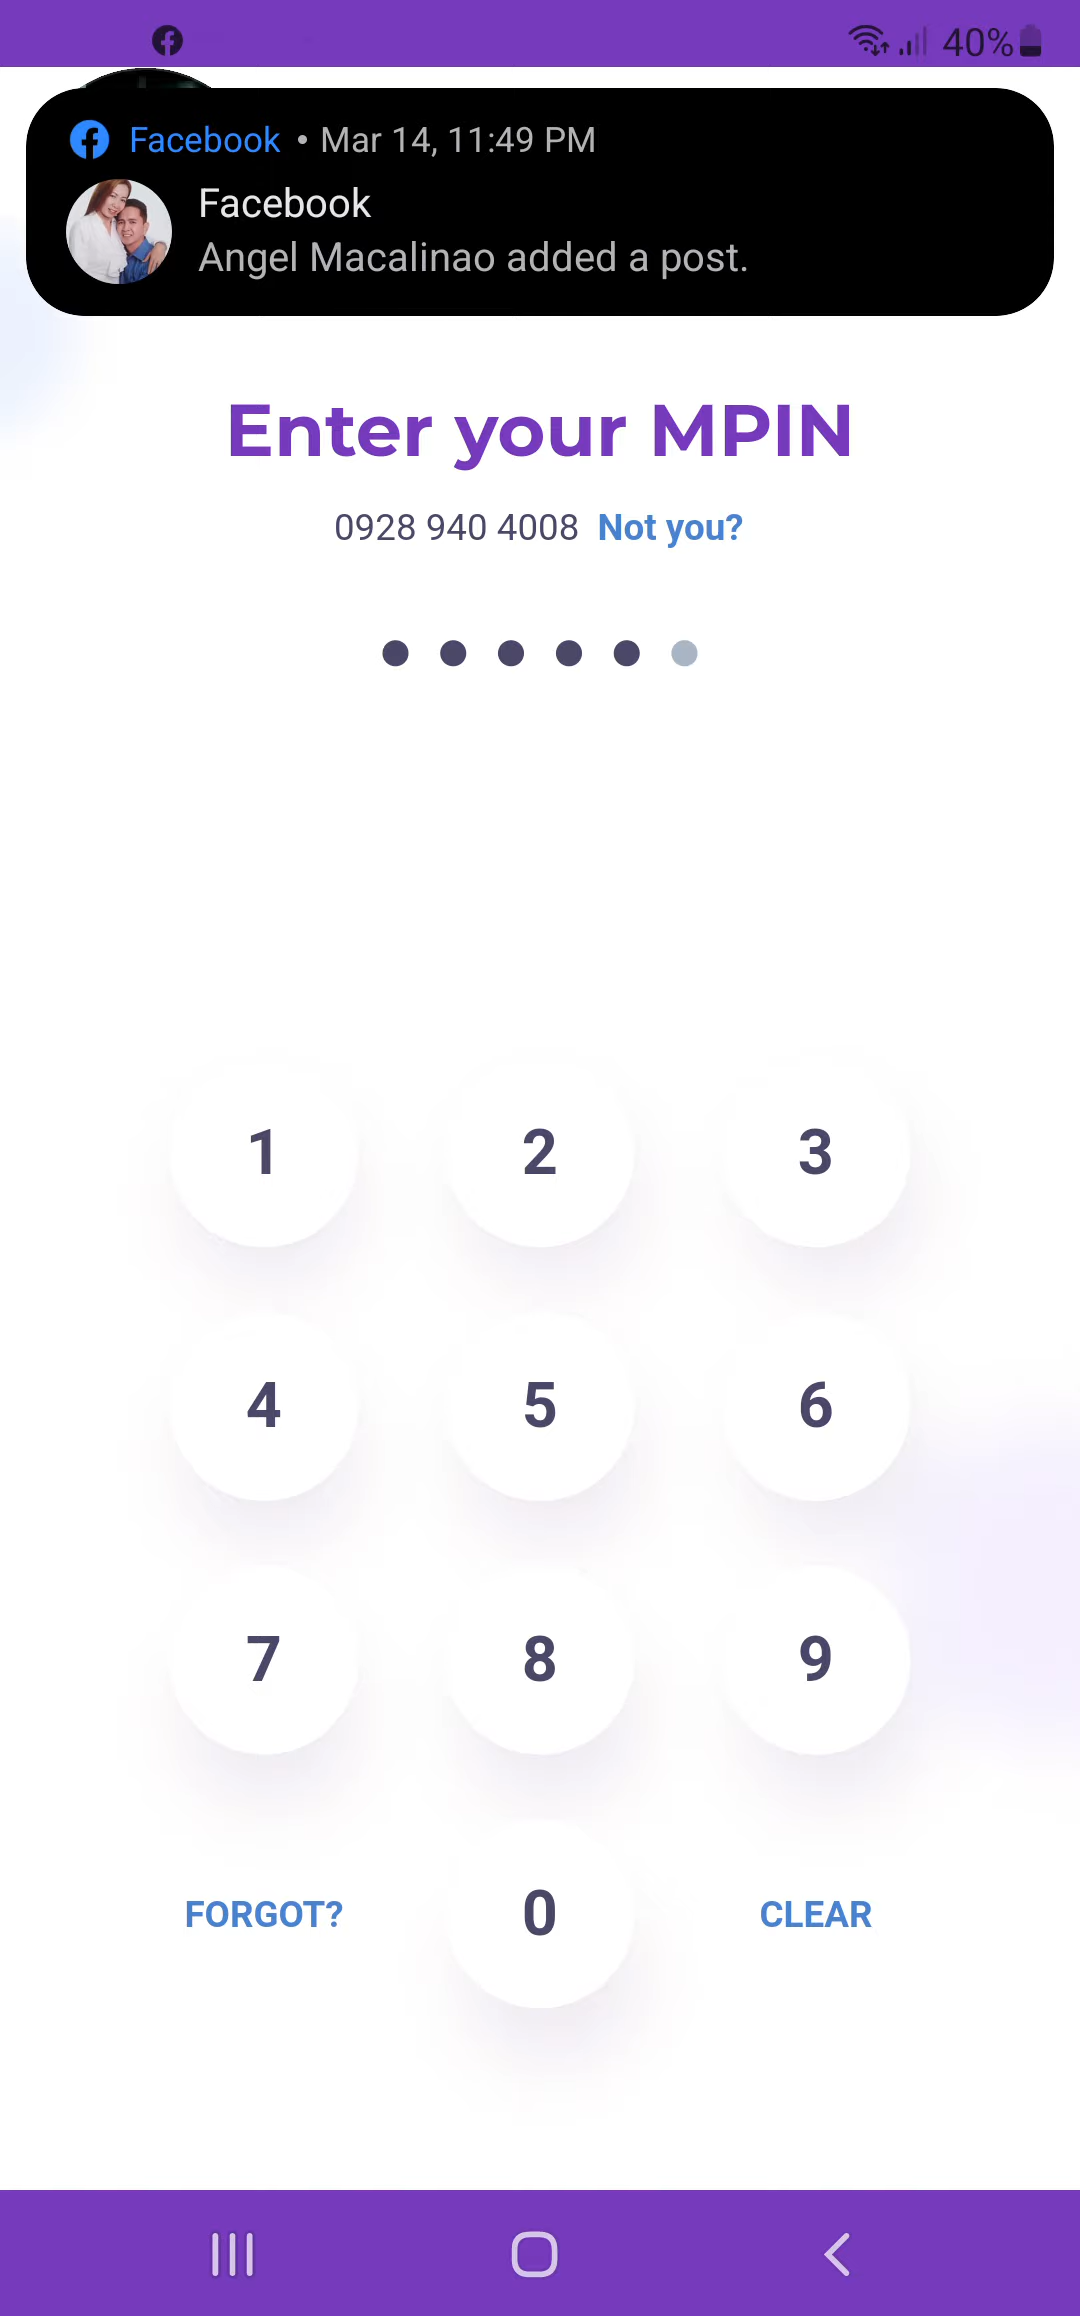 40%
Facebook • Mar 14, 11:49 PM
Facebook
Angel Macalinao added a post.
Enter your MPIN
0928 940 4008 Not you?
1 2 3
4 5 6
7 8 9
FORGOT? 0 CLEAR